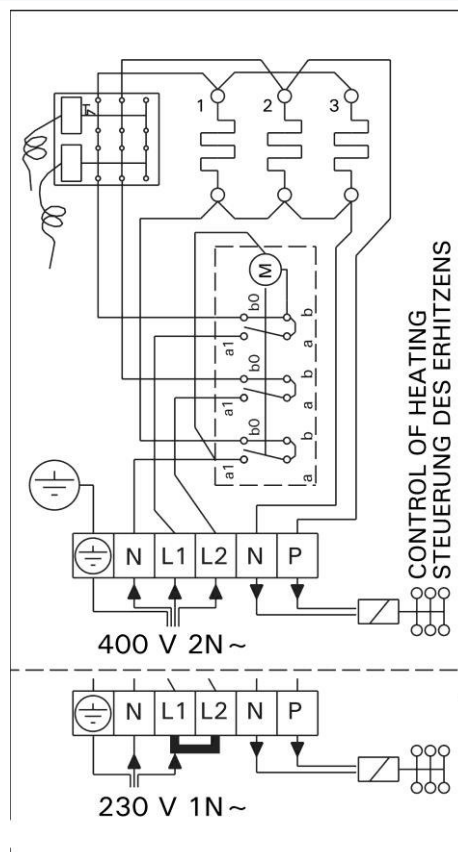 1 2 3
M
b0 b
a1 a
b0 b
a1 a
b0 b
a1 a
N L1 L2 N P
400 V 2N~
CONTROL OF HEATING
STEUERUNG DES ERHITZENS
N L1 L2 N P
230 V 1N~